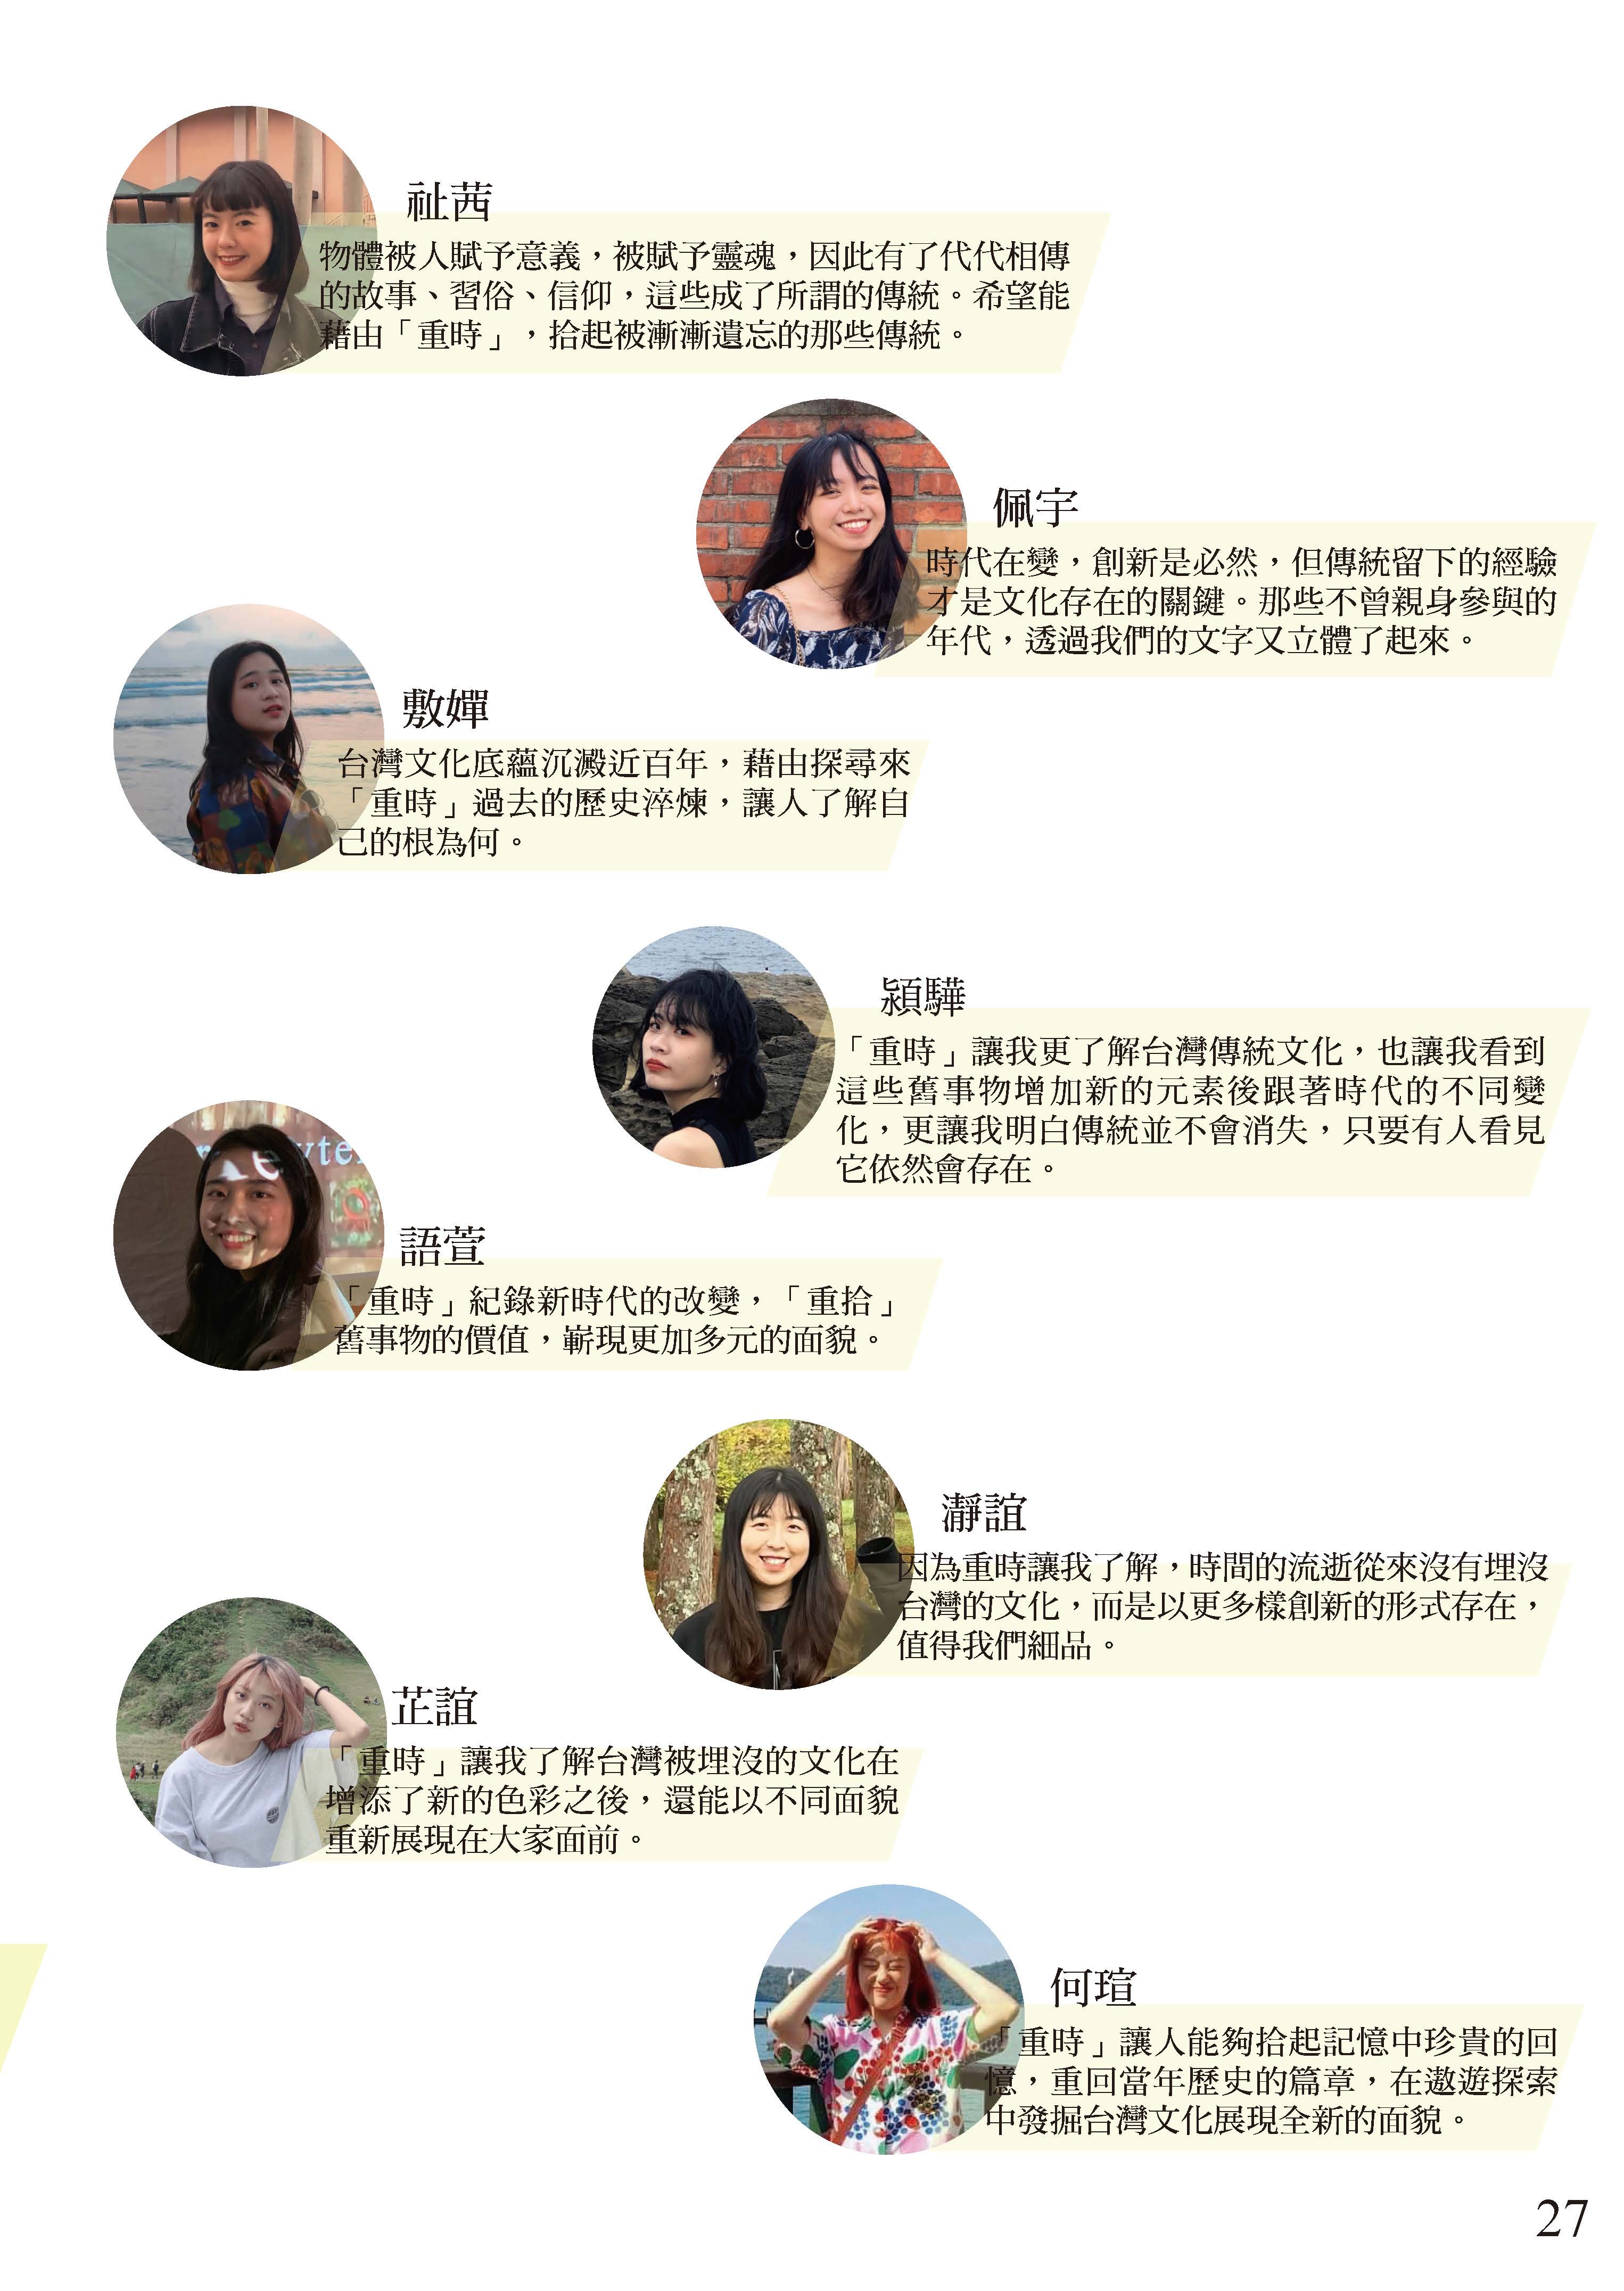 祉茜
物體被人賦予意義，被賦予靈魂，因此有了代代相傳
的故事、習俗、信仰，這些成了所謂的傳統。希望能
藉由「重時」，拾起被漸漸遺忘的那些傳統。
佩宇
時代在變，創新是必然，但傳統留下的經驗
才是文化存在的關鍵。那些不曾親身參與的
年代，透過我們的文字又立體了起來。
敷嬋
台灣文化底蘊沉澱近百年，藉由探尋來
「重時」過去的歷史淬煉，讓人了解自
己的根為何。
潁驊
「重時」讓我更了解台灣傳統文化，也讓我看到
這些舊事物增加新的元素後跟著時代的不同變
化，更讓我明白傳統並不會消失，只要有人看見
它依然會存在。
語萱
「重時」紀錄新時代的改變，「重拾」
舊事物的價值，嶄現更加多元的面貌。
瀞誼
因為重時讓我了解，時間的流逝從來沒有埋沒
台灣的文化，而是以更多樣創新的形式存在，
值得我們細品。
芷誼
「重時」讓我了解台灣被埋沒的文化在
增添了新的色彩之後，還能以不同面貌
重新展現在大家面前。
何瑄
「重時」讓人能夠拾起記憶中珍貴的回
憶，重回當年歷史的篇章，在遨遊探索
中發掘台灣文化展現全新的面貌。
27